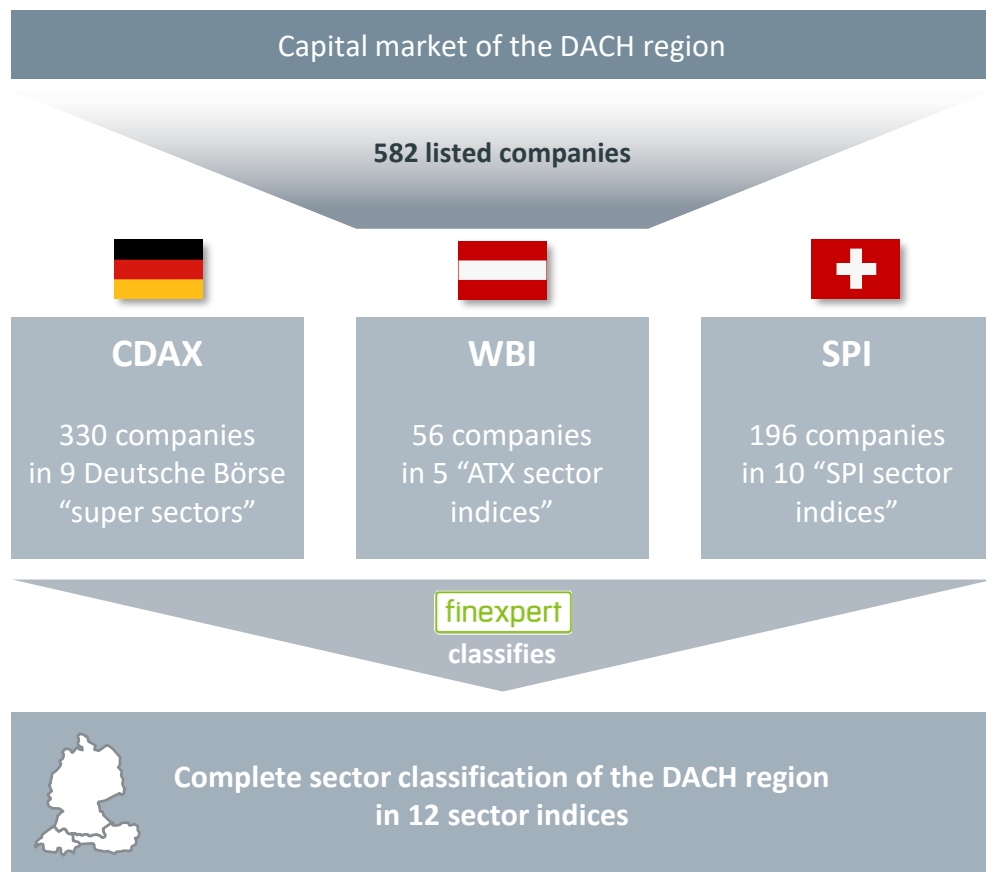 Capital market of the DACH region
582 listed companies
CDAX
330 companies
in 9 Deutsche Börse
“super sectors”
WBI
56 companies
in 5 “ATX sector
indices”
SPI
196 companies
in 10 “SPI sector
indices”
finexpert
classifies
Complete sector classification of the DACH region
in 12 sector indices